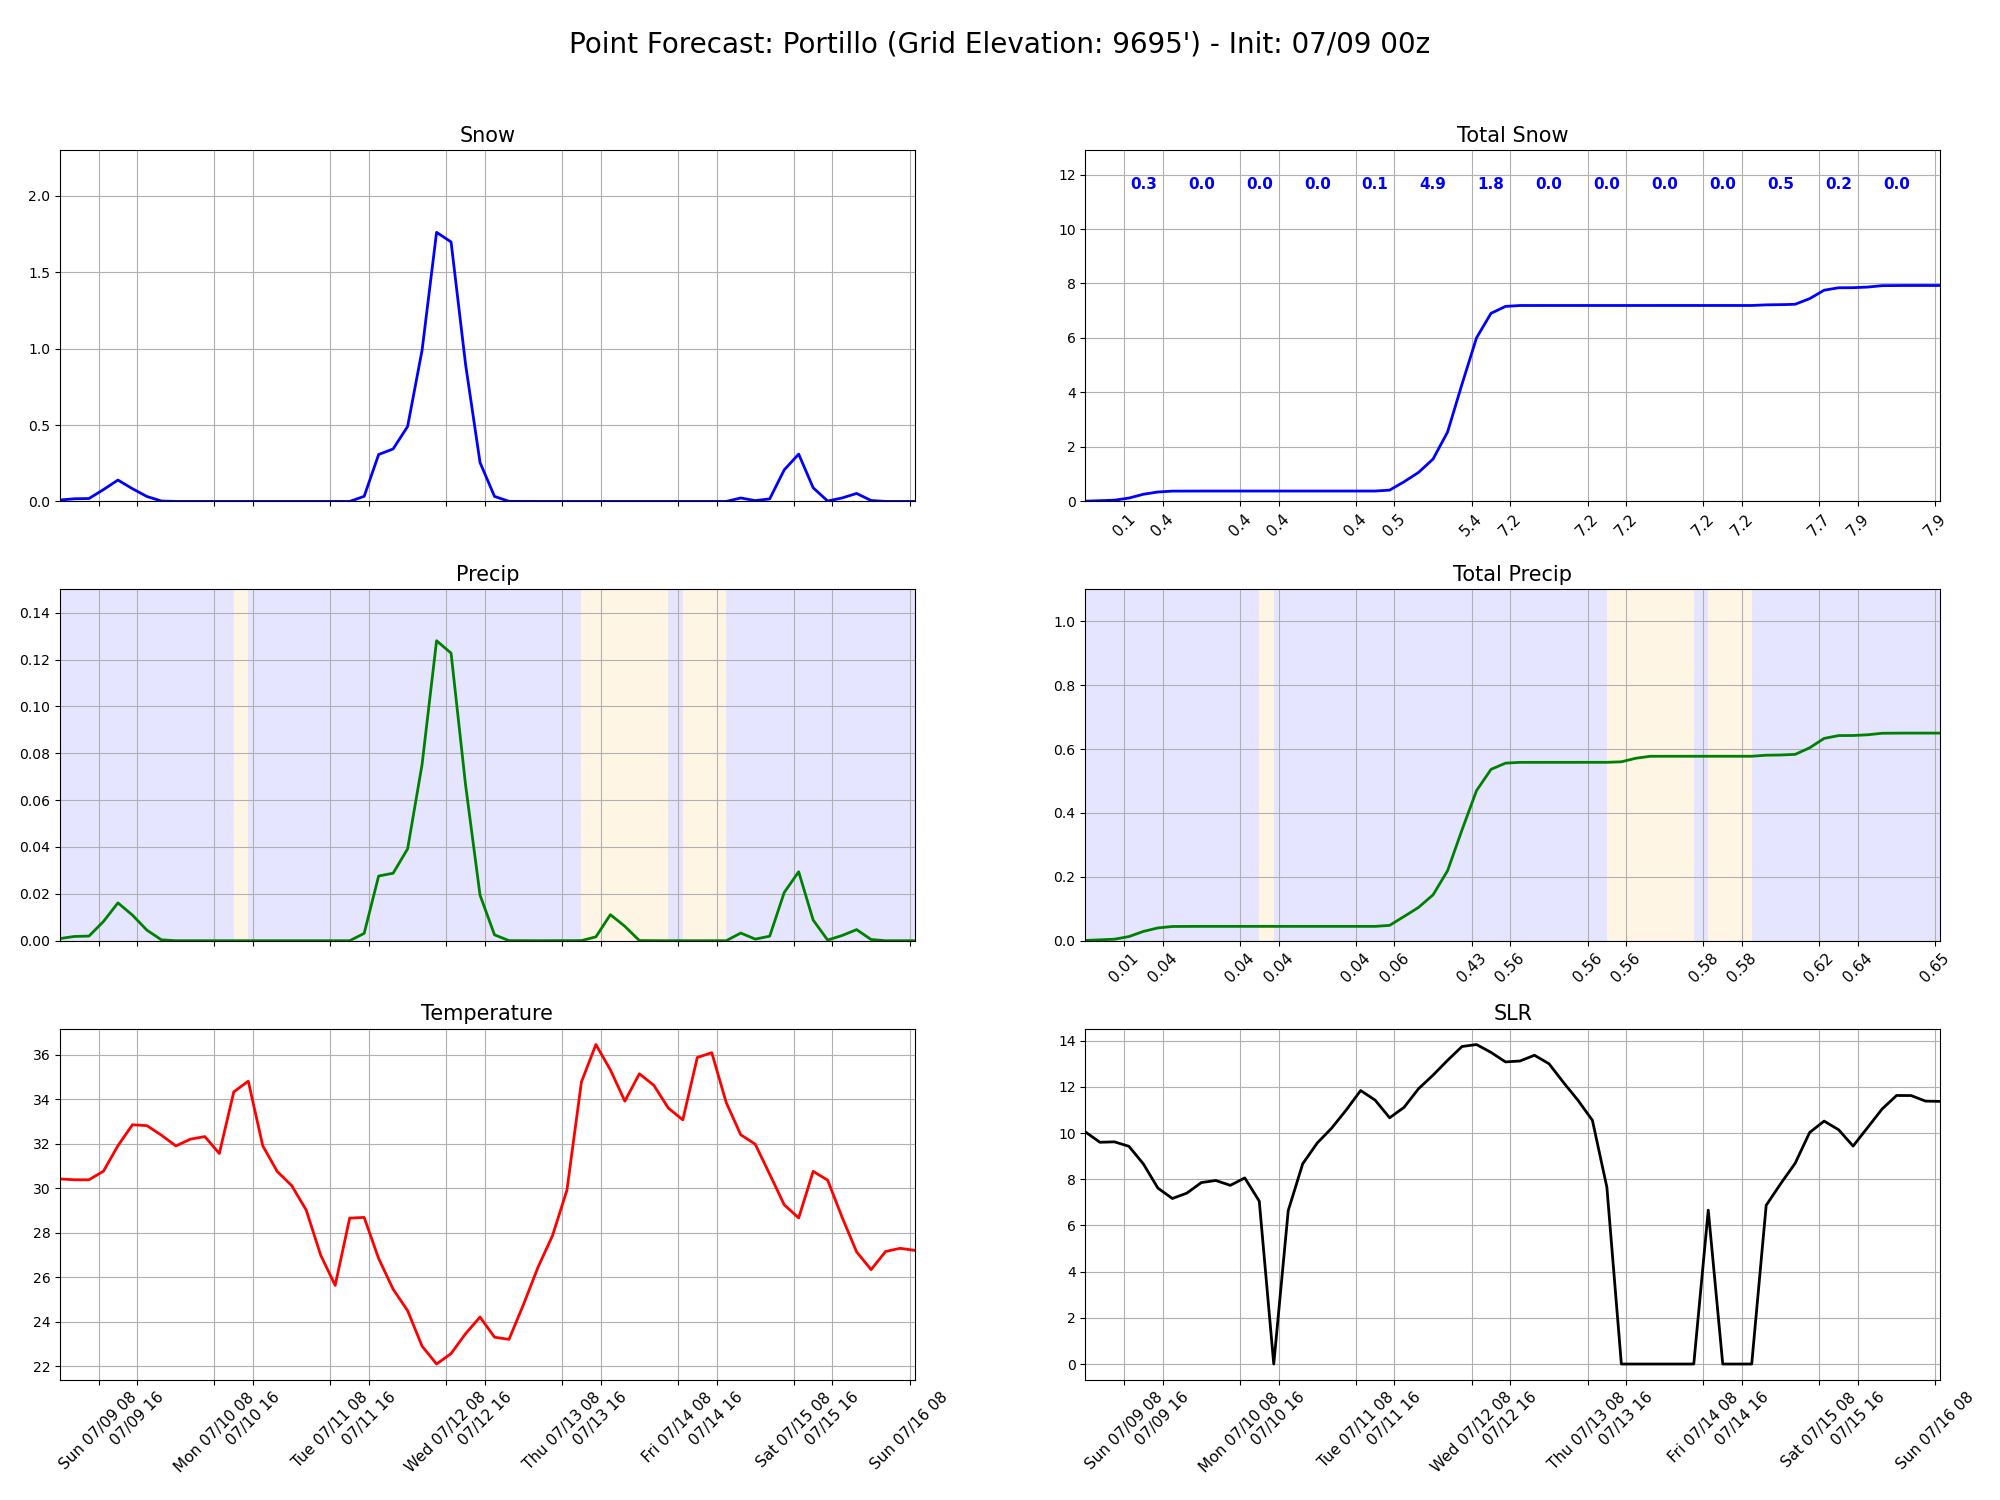 Point Forecast: Portillo (Grid Elevation: 9695') - Init: 07/09 00z
Snow
2.0
1.5
1.0
0.5
0.0
Total Snow
12
10
8
6
4
2
0
0.3 0.0 0.0 0.0 0.1 4.9 1.8 0.0 0.0 0.0 0.0 0.5 0.2 0.0
0.1 0.4 0.4 0.4 0.4 0.5 5.4 7.2 7.2 7.2 7.2 7.2 7.7 7.9 7.9
Precip
0.14
0.12
0.10
0.08
0.06
0.04
0.02
0.00
Total Precip
1.0
0.8
0.6
0.4
0.2
0.0
0.01 0.04 0.04 0.04 0.04 0.06 0.43 0.56 0.56 0.56 0.58 0.58 0.62 0.64 0.65
Temperature
36
34
32
30
28
26
24
22
Sun 07/09 08
07/09 16
Mon 07/10 08
07/10 16
Tue 07/11 08
07/11 16
Wed 07/12 08
07/12 16
Thu 07/13 08
07/13 16
Fri 07/14 08
07/14 16
Sat 07/15 08
07/15 16
Sun 07/16 08
SLR
14
12
10
8
6
4
2
0
Sun 07/09 08
07/09 16
Mon 07/10 08
07/10 16
Tue 07/11 08
07/11 16
Wed 07/12 08
07/12 16
Thu 07/13 08
07/13 16
Fri 07/14 08
07/14 16
Sat 07/15 08
07/15 16
Sun 07/16 08